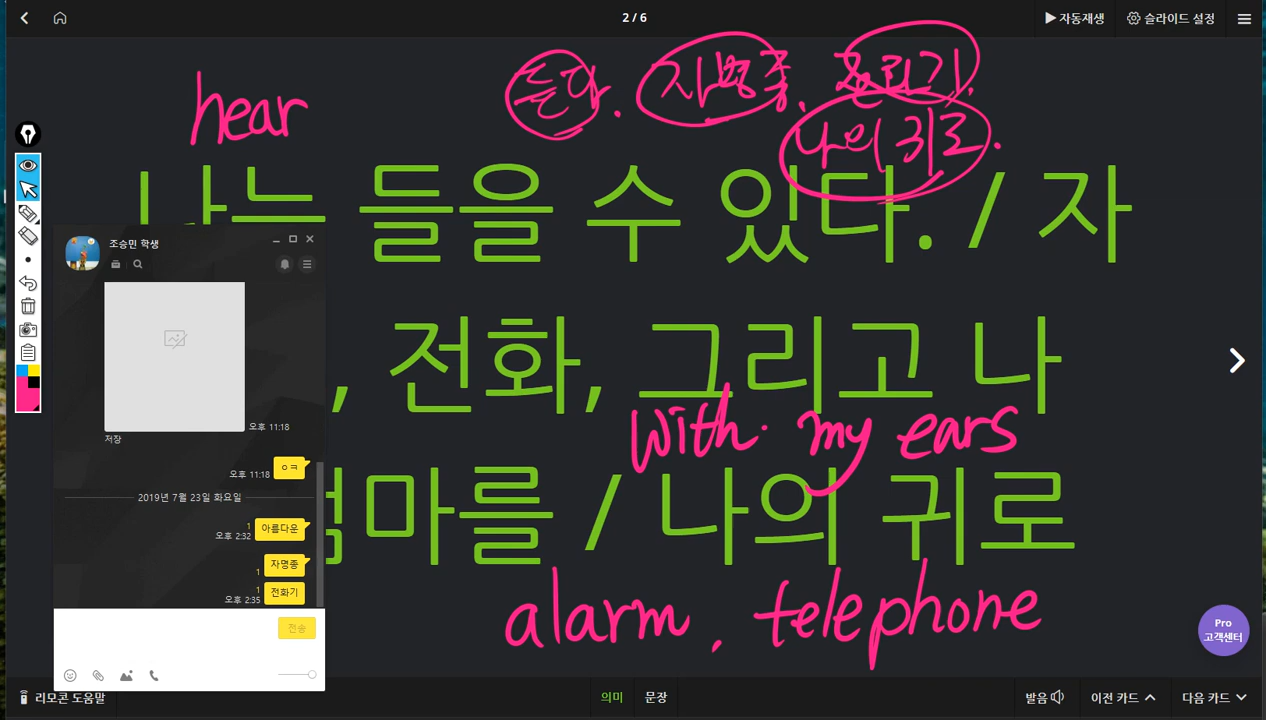 2 / 6
자동재생
슬라이드 설정
hear
듣다. 자명종, 전화기.
나의 귀로.
나는 들을 수 있다. / 자
, 전화, 그리고 나
with my ears
엄마를 / 나의 귀로
alarm, telephone
조승민 학생
오후 11:18
저장
ㅇㅋ
오후 11:18
2019년 7월 23일 화요일
아름다운
1
오후 2:32
자명종
1
전화기
1
오후 2:35
전송
Pro
고객센터
리모콘 도움말
의미
문장
발음
이전 카드
다음 카드